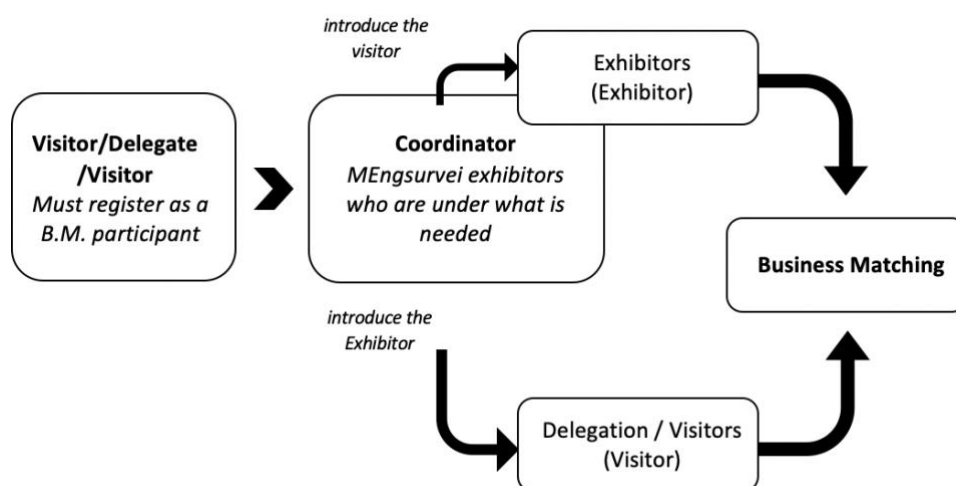 introduce the
visitor
Exhibitors
(Exhibitor)
Visitor/Delegate
/Visitor
Must register as a
B.M. participant
Coordinator
MEngsurvei exhibitors
who are under what is
needed
Business Matching
introduce the
Exhibitor
Delegation / Visitors
(Visitor)